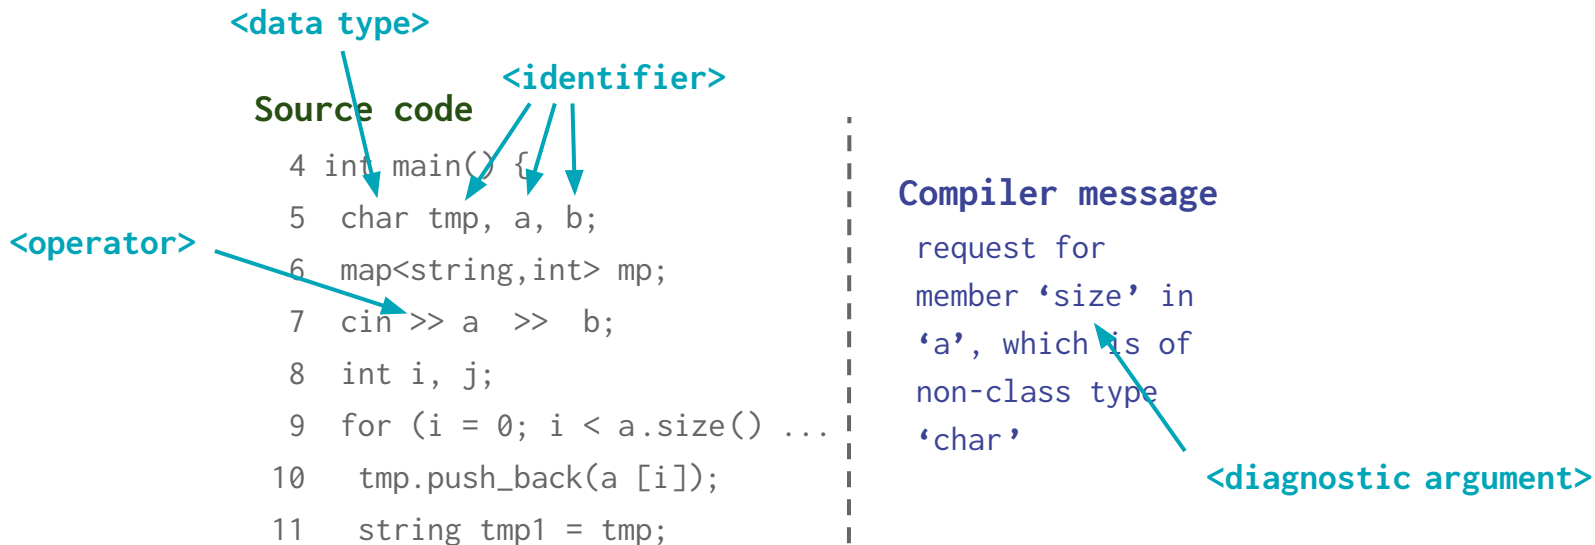 <data type>
<identifier>
Source code
4 int main() {
5 char tmp, a, b;
<operator>
6 map<string,int> mp;
7 cin >> a >> b;
8 int i, j;
9 for (i = 0; i < a.size() ...
10 tmp.push_back(a [i]);
11 string tmp1 = tmp;
Compiler message
request for
member ‘size’ in
‘a’, which is of
non-class type
‘char’
<diagnostic argument>